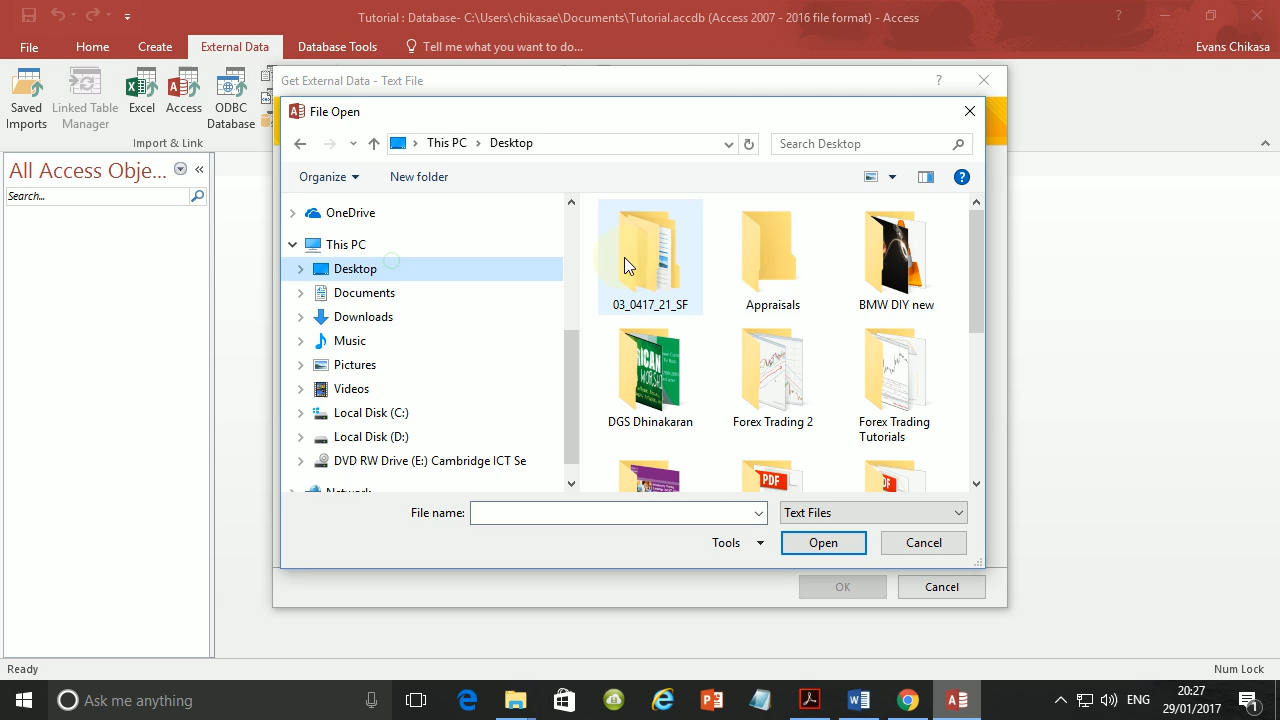 Tutorial : Database- C:\Users\chikasae\Documents\Tutorial.accdb (Access 2007 - 2016 file format) - Access
File Home Create External Data Database Tools Tell me what you want to do... Evans Chikasa
Saved Imports
Linked Table Manager
Excel
Access
ODBC Database
Import & Link
All Access Obje...
Search...
Get External Data - Text File
File Open
This PC > Desktop
Search Desktop
Organize
New folder
OneDrive
This PC
Desktop
Documents
Downloads
Music
Pictures
Videos
Local Disk (C:)
Local Disk (D:)
DVD RW Drive (E:) Cambridge ICT Se
03_0417_21_SF
Appraisals
BMW DIY new
DGS Dhinakaran
Forex Trading 2
Forex Trading
Tutorials
PDF
File name:
Text Files
Tools
Open
Cancel
OK
Cancel
Ready
Num Lock
Ask me anything
ENG
20:27
29/01/2017